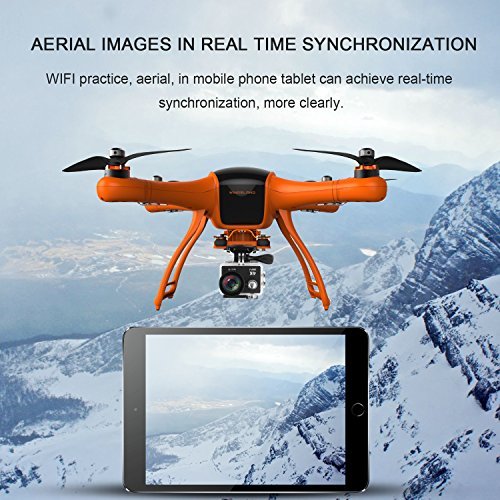 AERIAL IMAGES IN REAL TIME SYNCHRONIZATION
WIFI practice, aerial, in mobile phone tablet can achieve real-time
synchronization, more clearly.